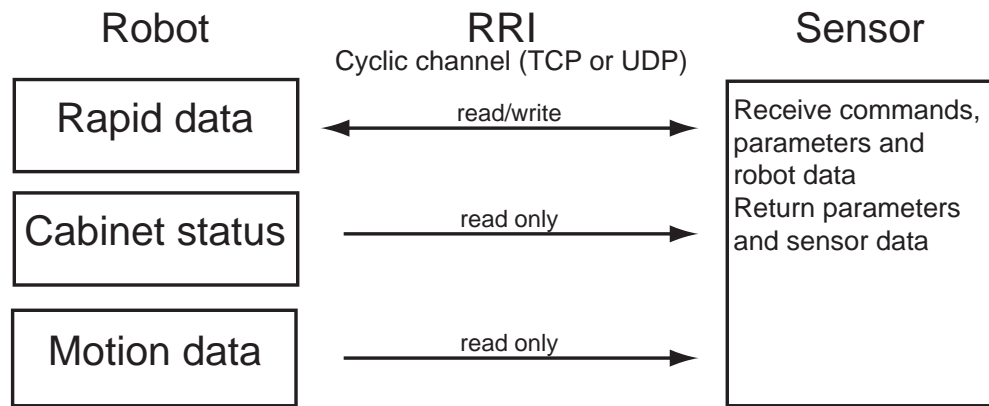 Robot
RRI
Sensor
Cyclic channel (TCP or UDP)
Rapid data
read/write
Receive commands,
parameters and
robot data
Return parameters
and sensor data
Cabinet status
read only
Motion data
read only